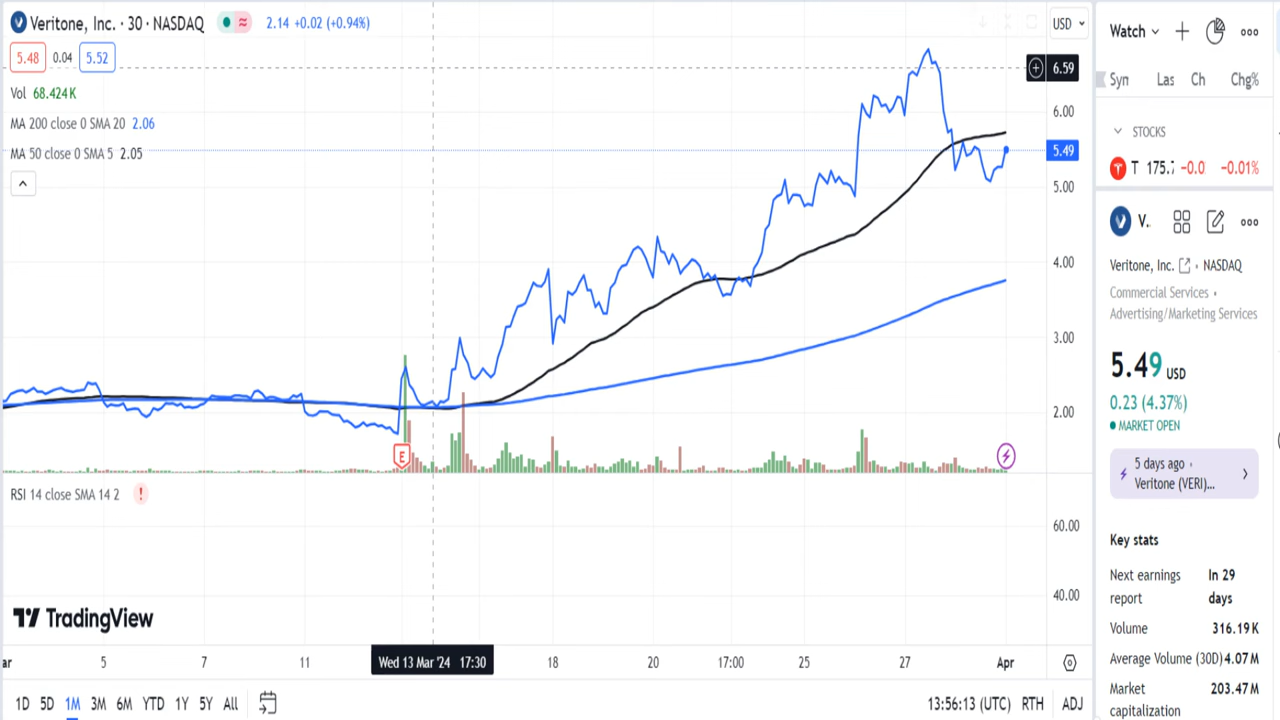 Veritone, Inc. · 30 · NASDAQ 2.14 +0.02 (+0.94%)
5.48 0.04 5.52
Vol 68.424K
MA 200 close 0 SMA 20 2.06
MA 50 close 0 SMA 5 2.05
USD
6.59
6.00
5.49
5.00
4.00
3.00
2.00
E
RSI 14 close SMA 14 2 !
60.00
40.00
TradingView
ar 5 7 11 Wed 13 Mar '24 17:30 18 20 17:00 25 27 Apr
1D 5D 1M 3M 6M YTD 1Y 5Y All 13:56:13 (UTC) RTH ADJ
Watch
Syn Las Ch Chg%
STOCKS
T 175.7 -0.0 -0.01%
V.
Veritone, Inc. · NASDAQ
Commercial Services ·
Advertising/Marketing Services
5.49 USD
0.23 (4.37%)
MARKET OPEN
5 days ago ·
Veritone (VERI)...
Key stats
Next earnings report In 29 days
Volume 316.19K
Average Volume (30D) 4.07M
Market capitalization 203.47M